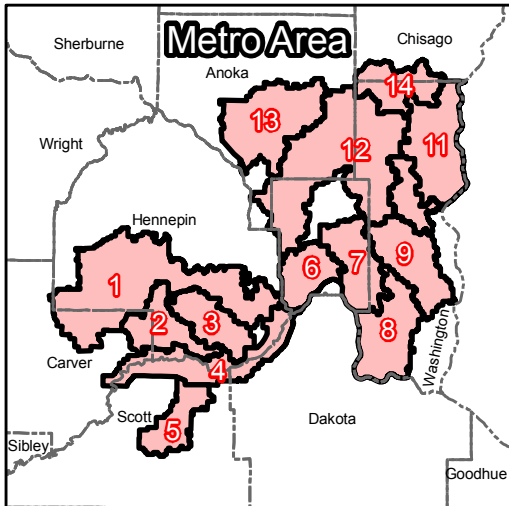 Metro Area
Sherburne
Chisago
Anoka
14
13
11
12
Wright
Hennepin
9
7
6
1
2
3
8
Washington
Carver
4
Scott
5
Dakota
Sibley
Goodhue